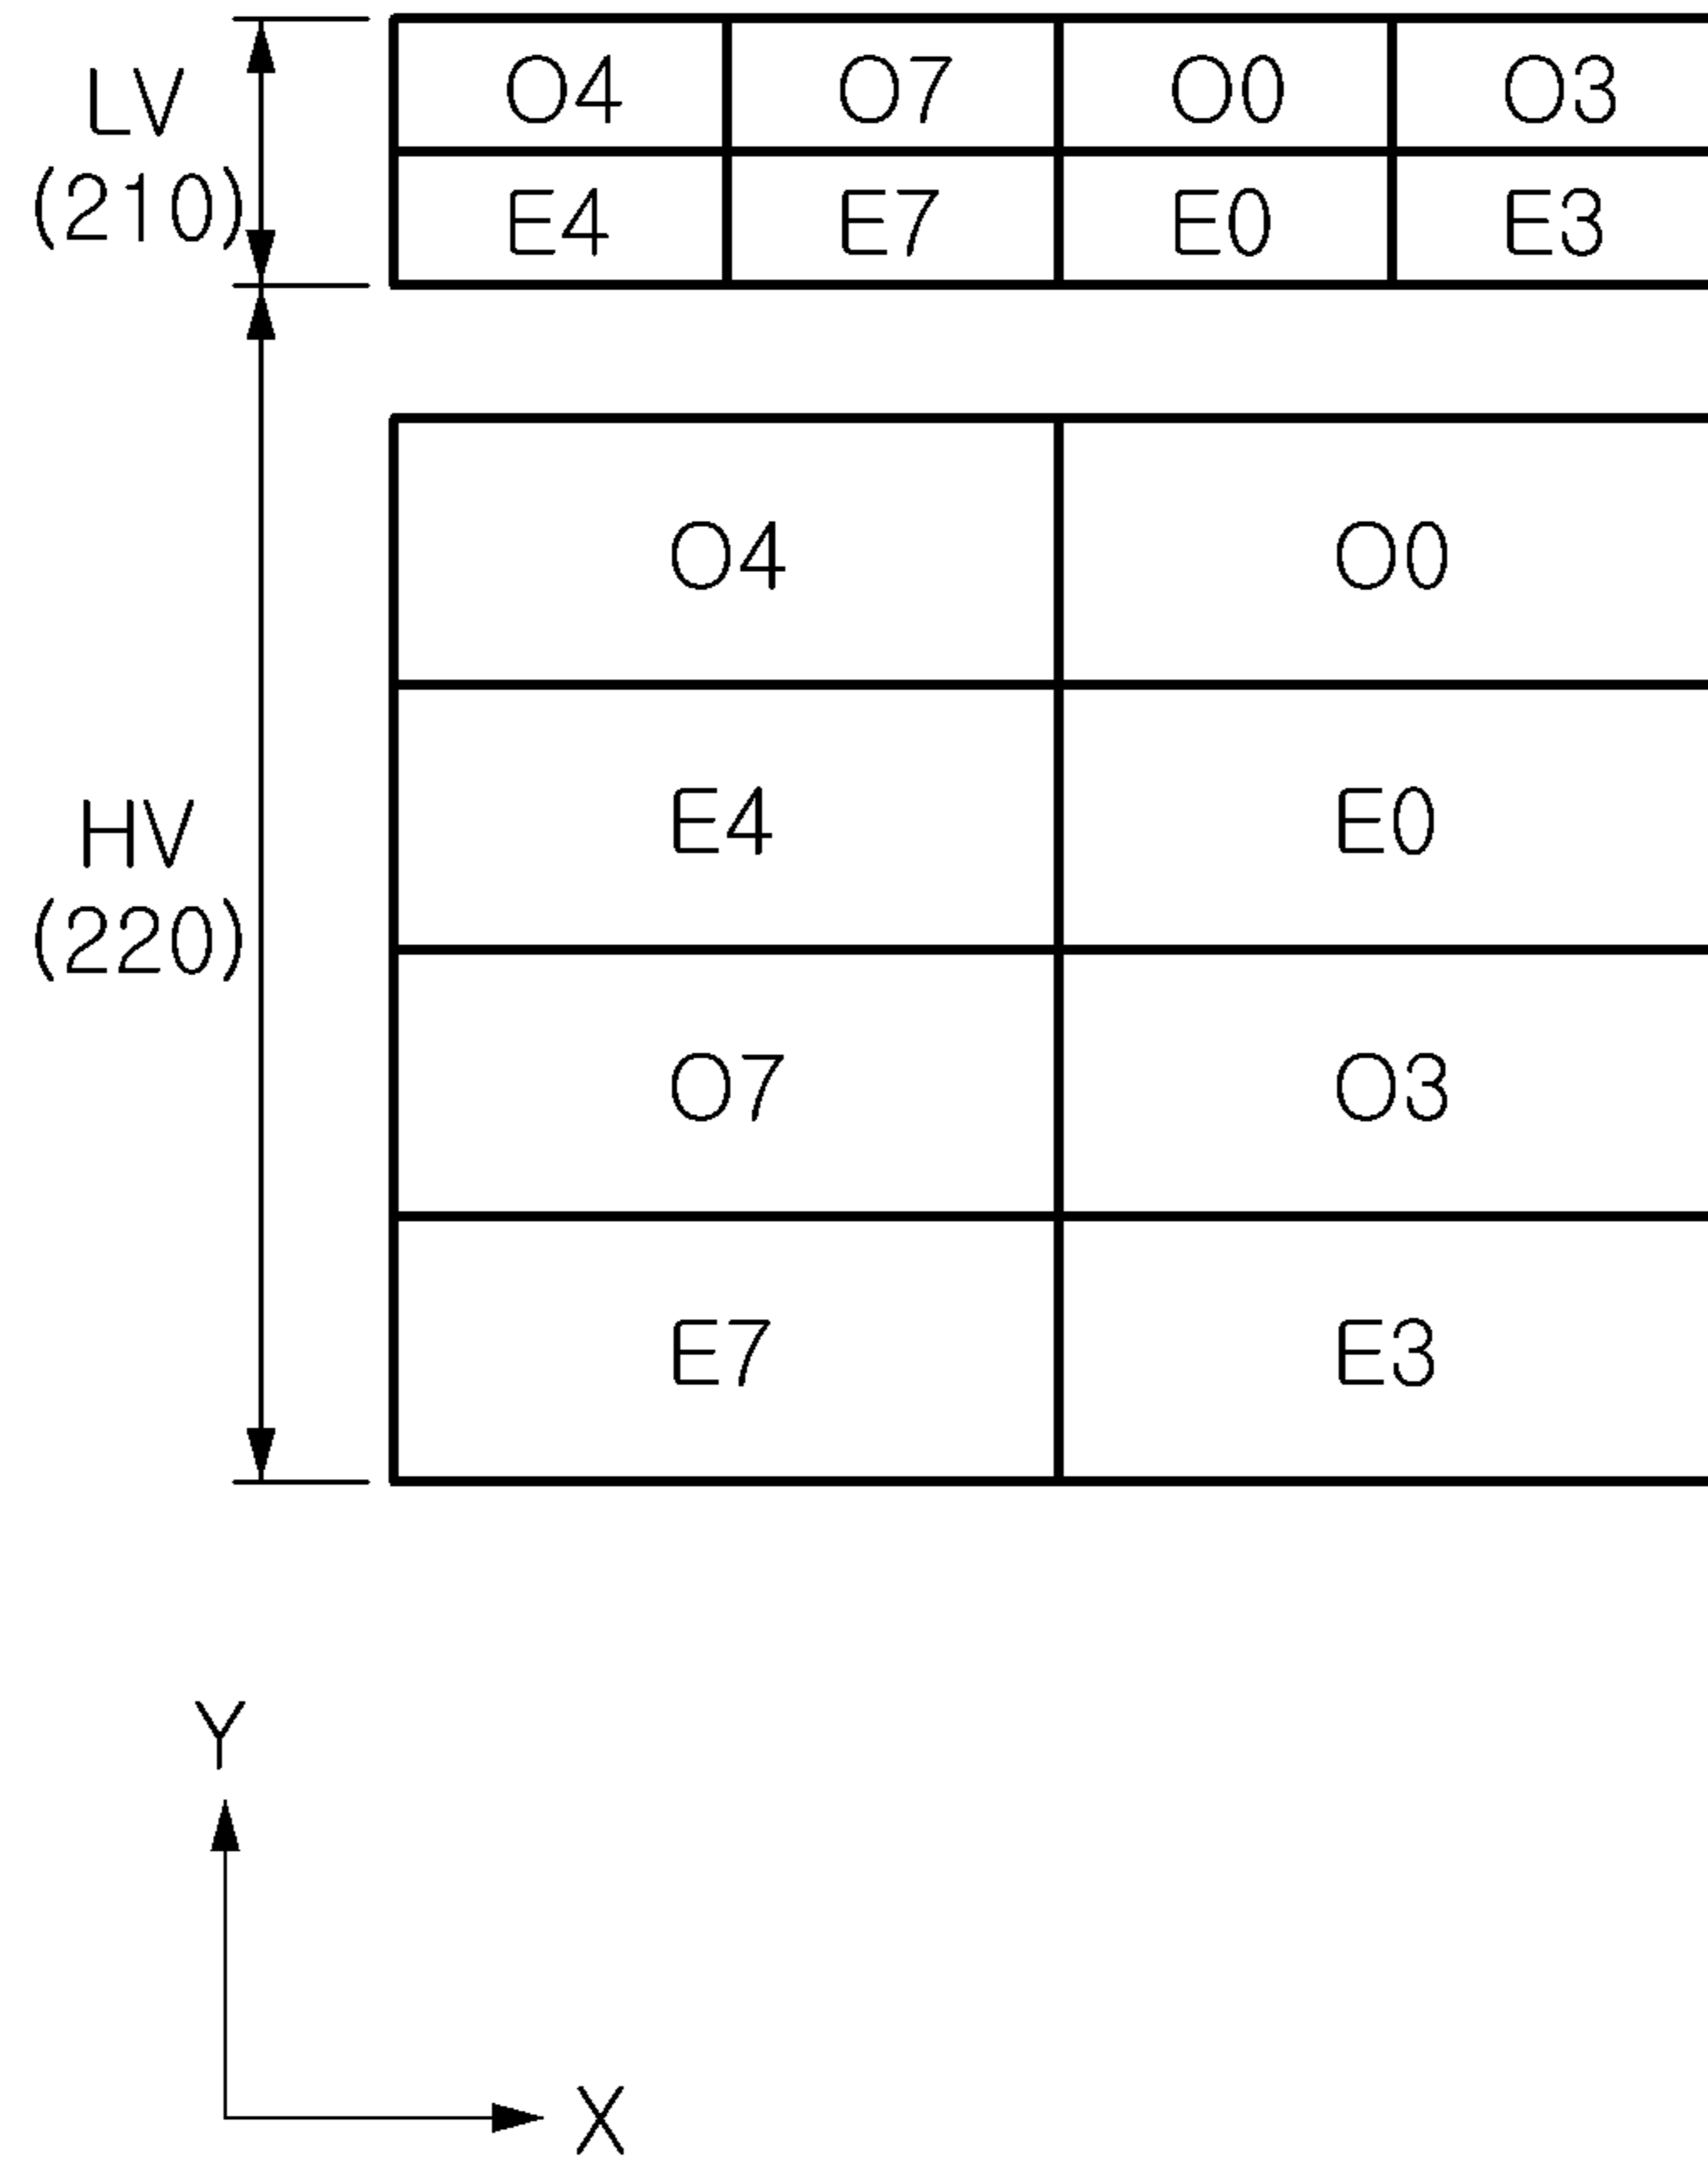 O4 O7 O0 O3
LV
(210)
E4 E7 E0 E3
O4 O0
HV
E4 E0
(220)
O7 O3
E7 E3
Y
X